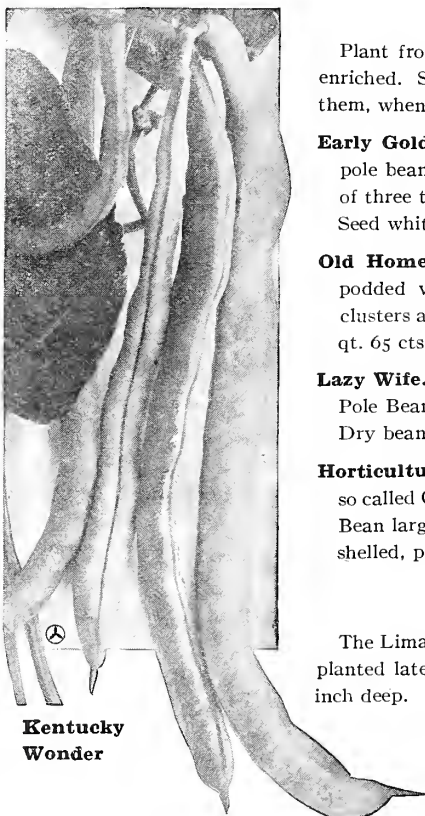 Plant fro
enriched. S
them, when
Early Gold
pole bean
of three t
Seed whit
Old Home
podded v
clusters a
qt. 65 cts
Lazy Wife.
Pole Bean
Dry bean
Horticultu
so called
Bean larg
shelled, p
The Lima
planted late
inch deep.
Kentucky
Wonder